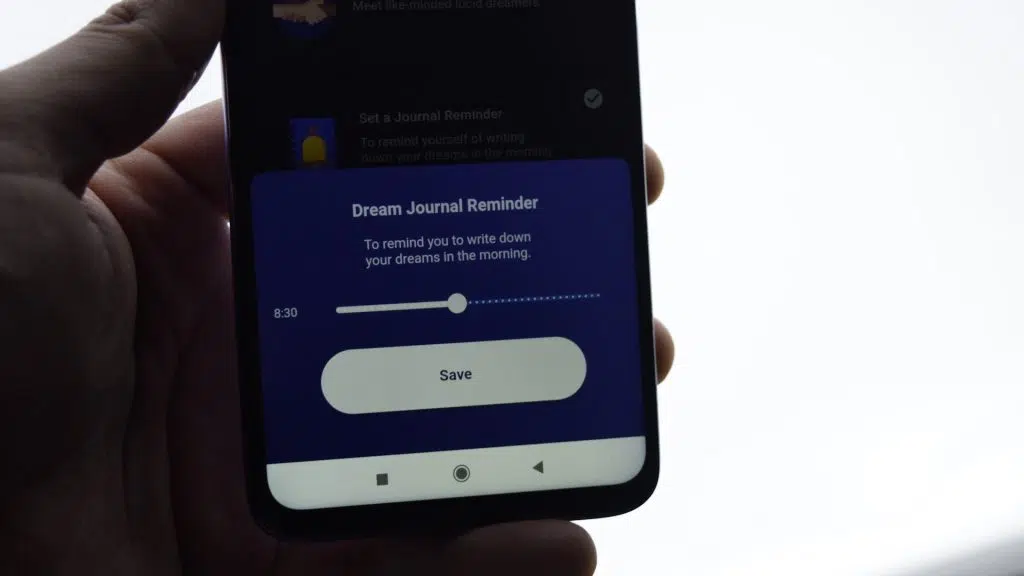 Meet like-minded lucid dreamers
Set a Journal Reminder
To remind yourself of writing
down your dreams in the morning
Dream Journal Reminder
To remind you to write down
your dreams in the morning.
8:30
Save